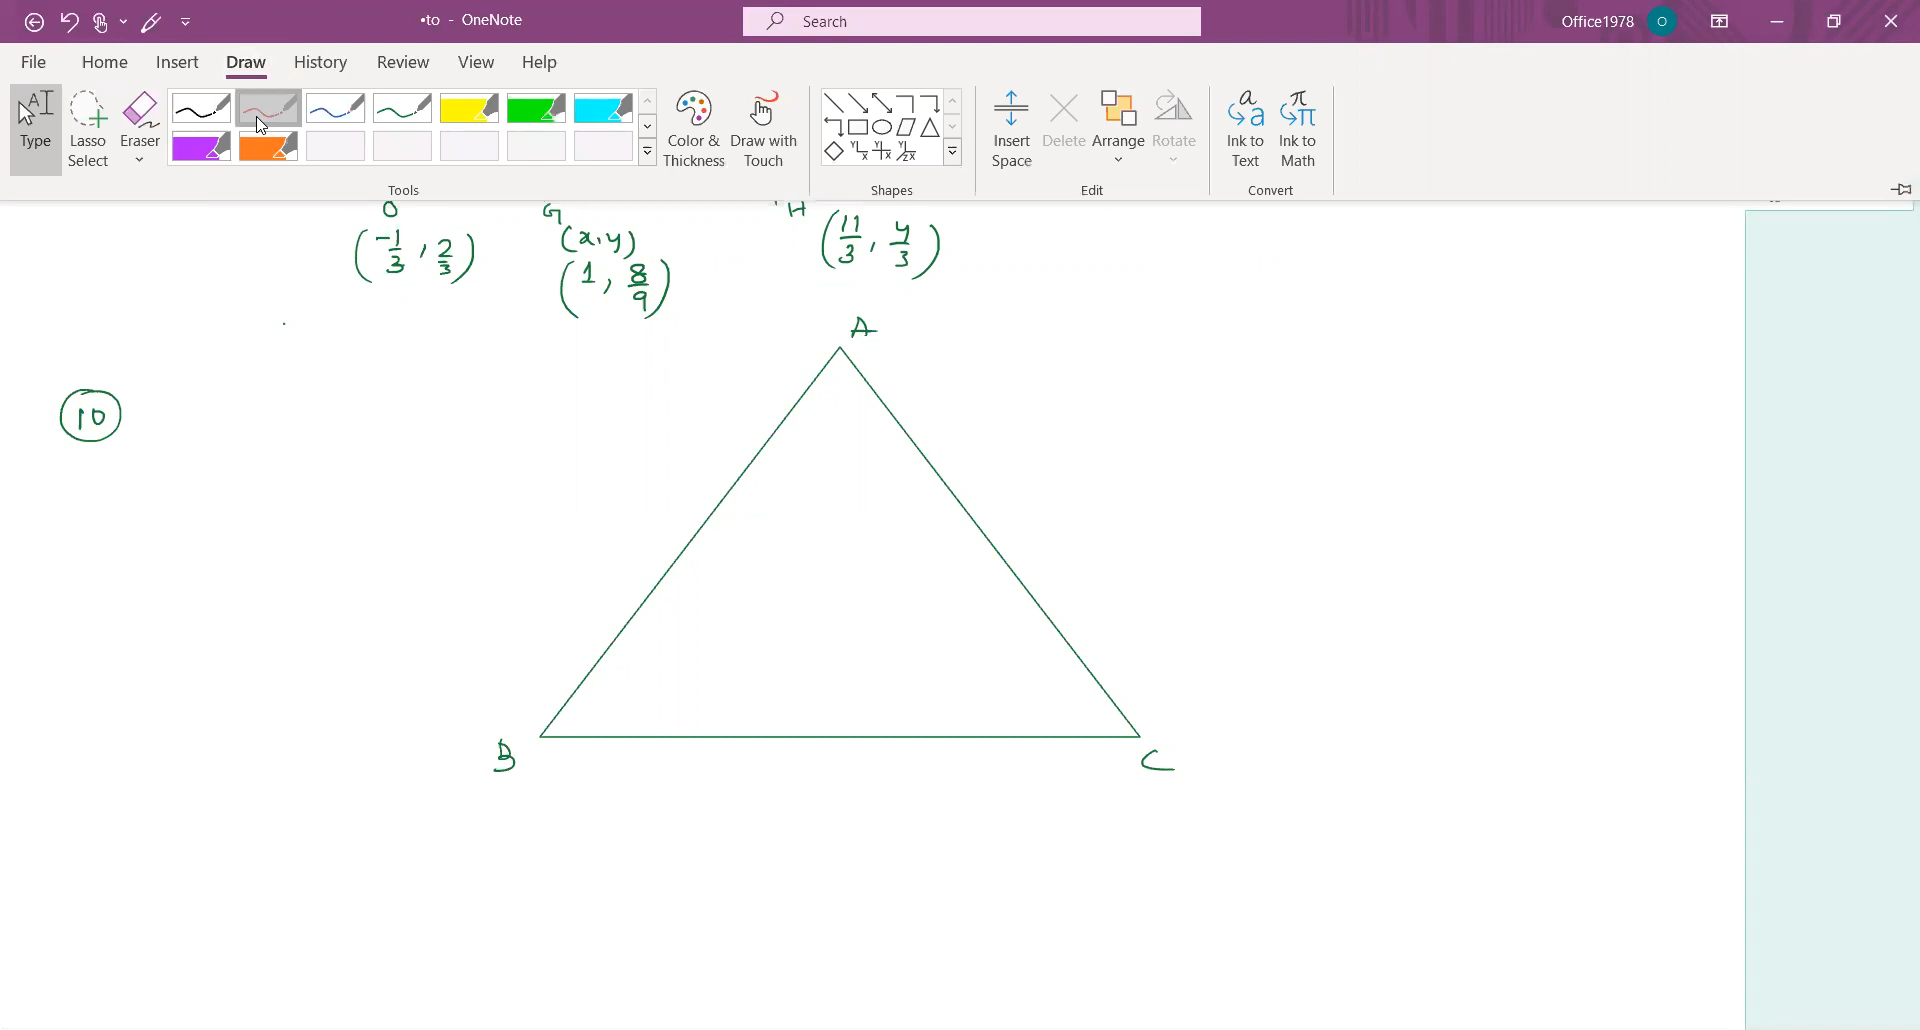 •to - OneNote
Search
Office1978
O
File Home Insert Draw History Review View Help
Type
Lasso Select
Eraser
Color & Thickness
Draw with Touch
Insert Space
Delete
Arrange
Rotate
Ink to Text
Ink to Math
Tools
Shapes
Edit
Convert
O G H
(-1/3, 2/3) (x,y) (11/3, 4/3)
(1, 8/9)
A
10
B C